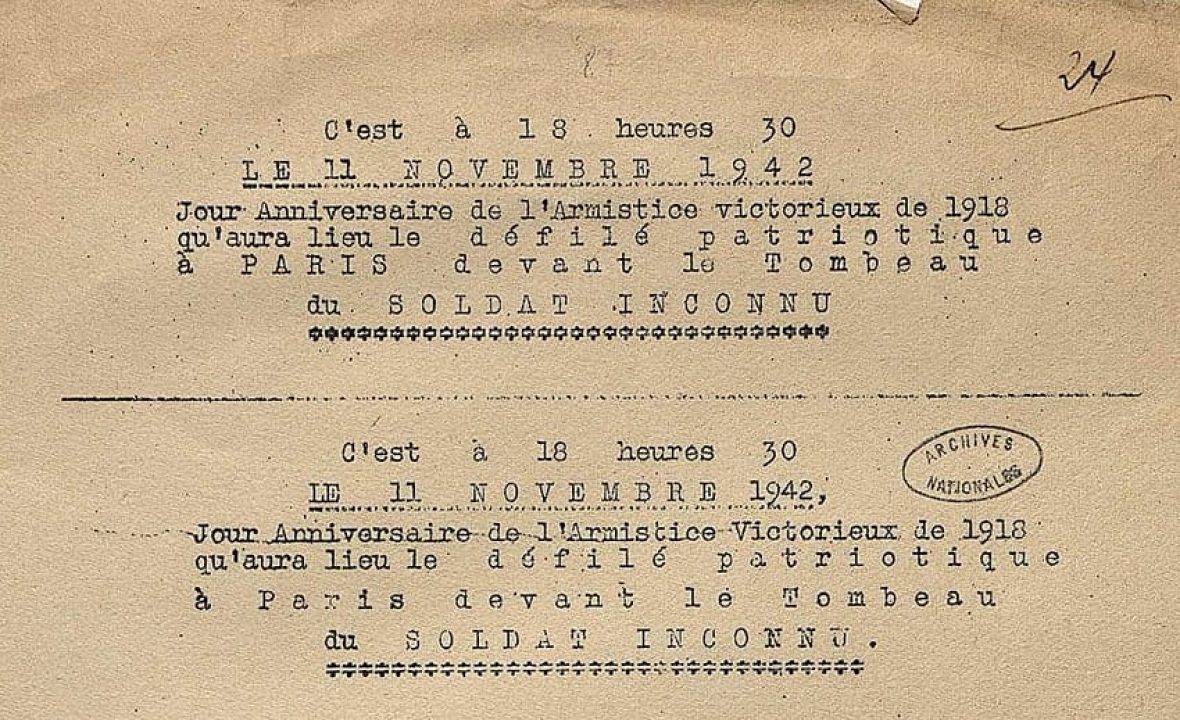 87
24
C'est à 18 heures 30
LE 11 NOVEMBRE 1942
Jour Anniversaire de l'Armistice victorieux de 1918
qu'aura lieu le défilé patriotique
à PARIS devant le Tombeau
du SOLDAT INCONNU
C'est à 18 heures 30
ARCHIVES
NATIONALES
LE 11 NOVEMBRE 1942,
Jour Anniversaire de l'Armistice Victorieux de 1918
qu'aura lieu le défilé patriotique
à Paris devant le Tombeau
du SOLDAT INCONNU.